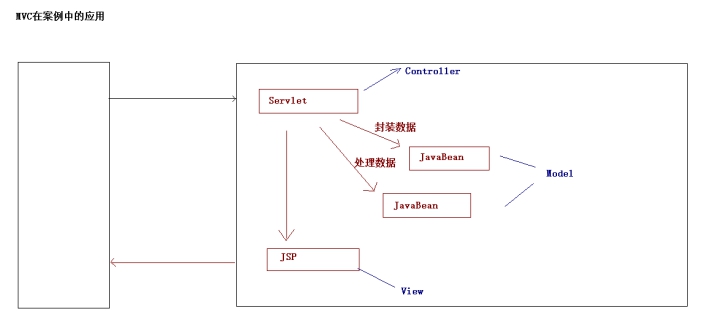 MVC在案例中的应用
Controller
Servlet
封装数据
JavaBean
处理数据
Model
JavaBean
JSP
View